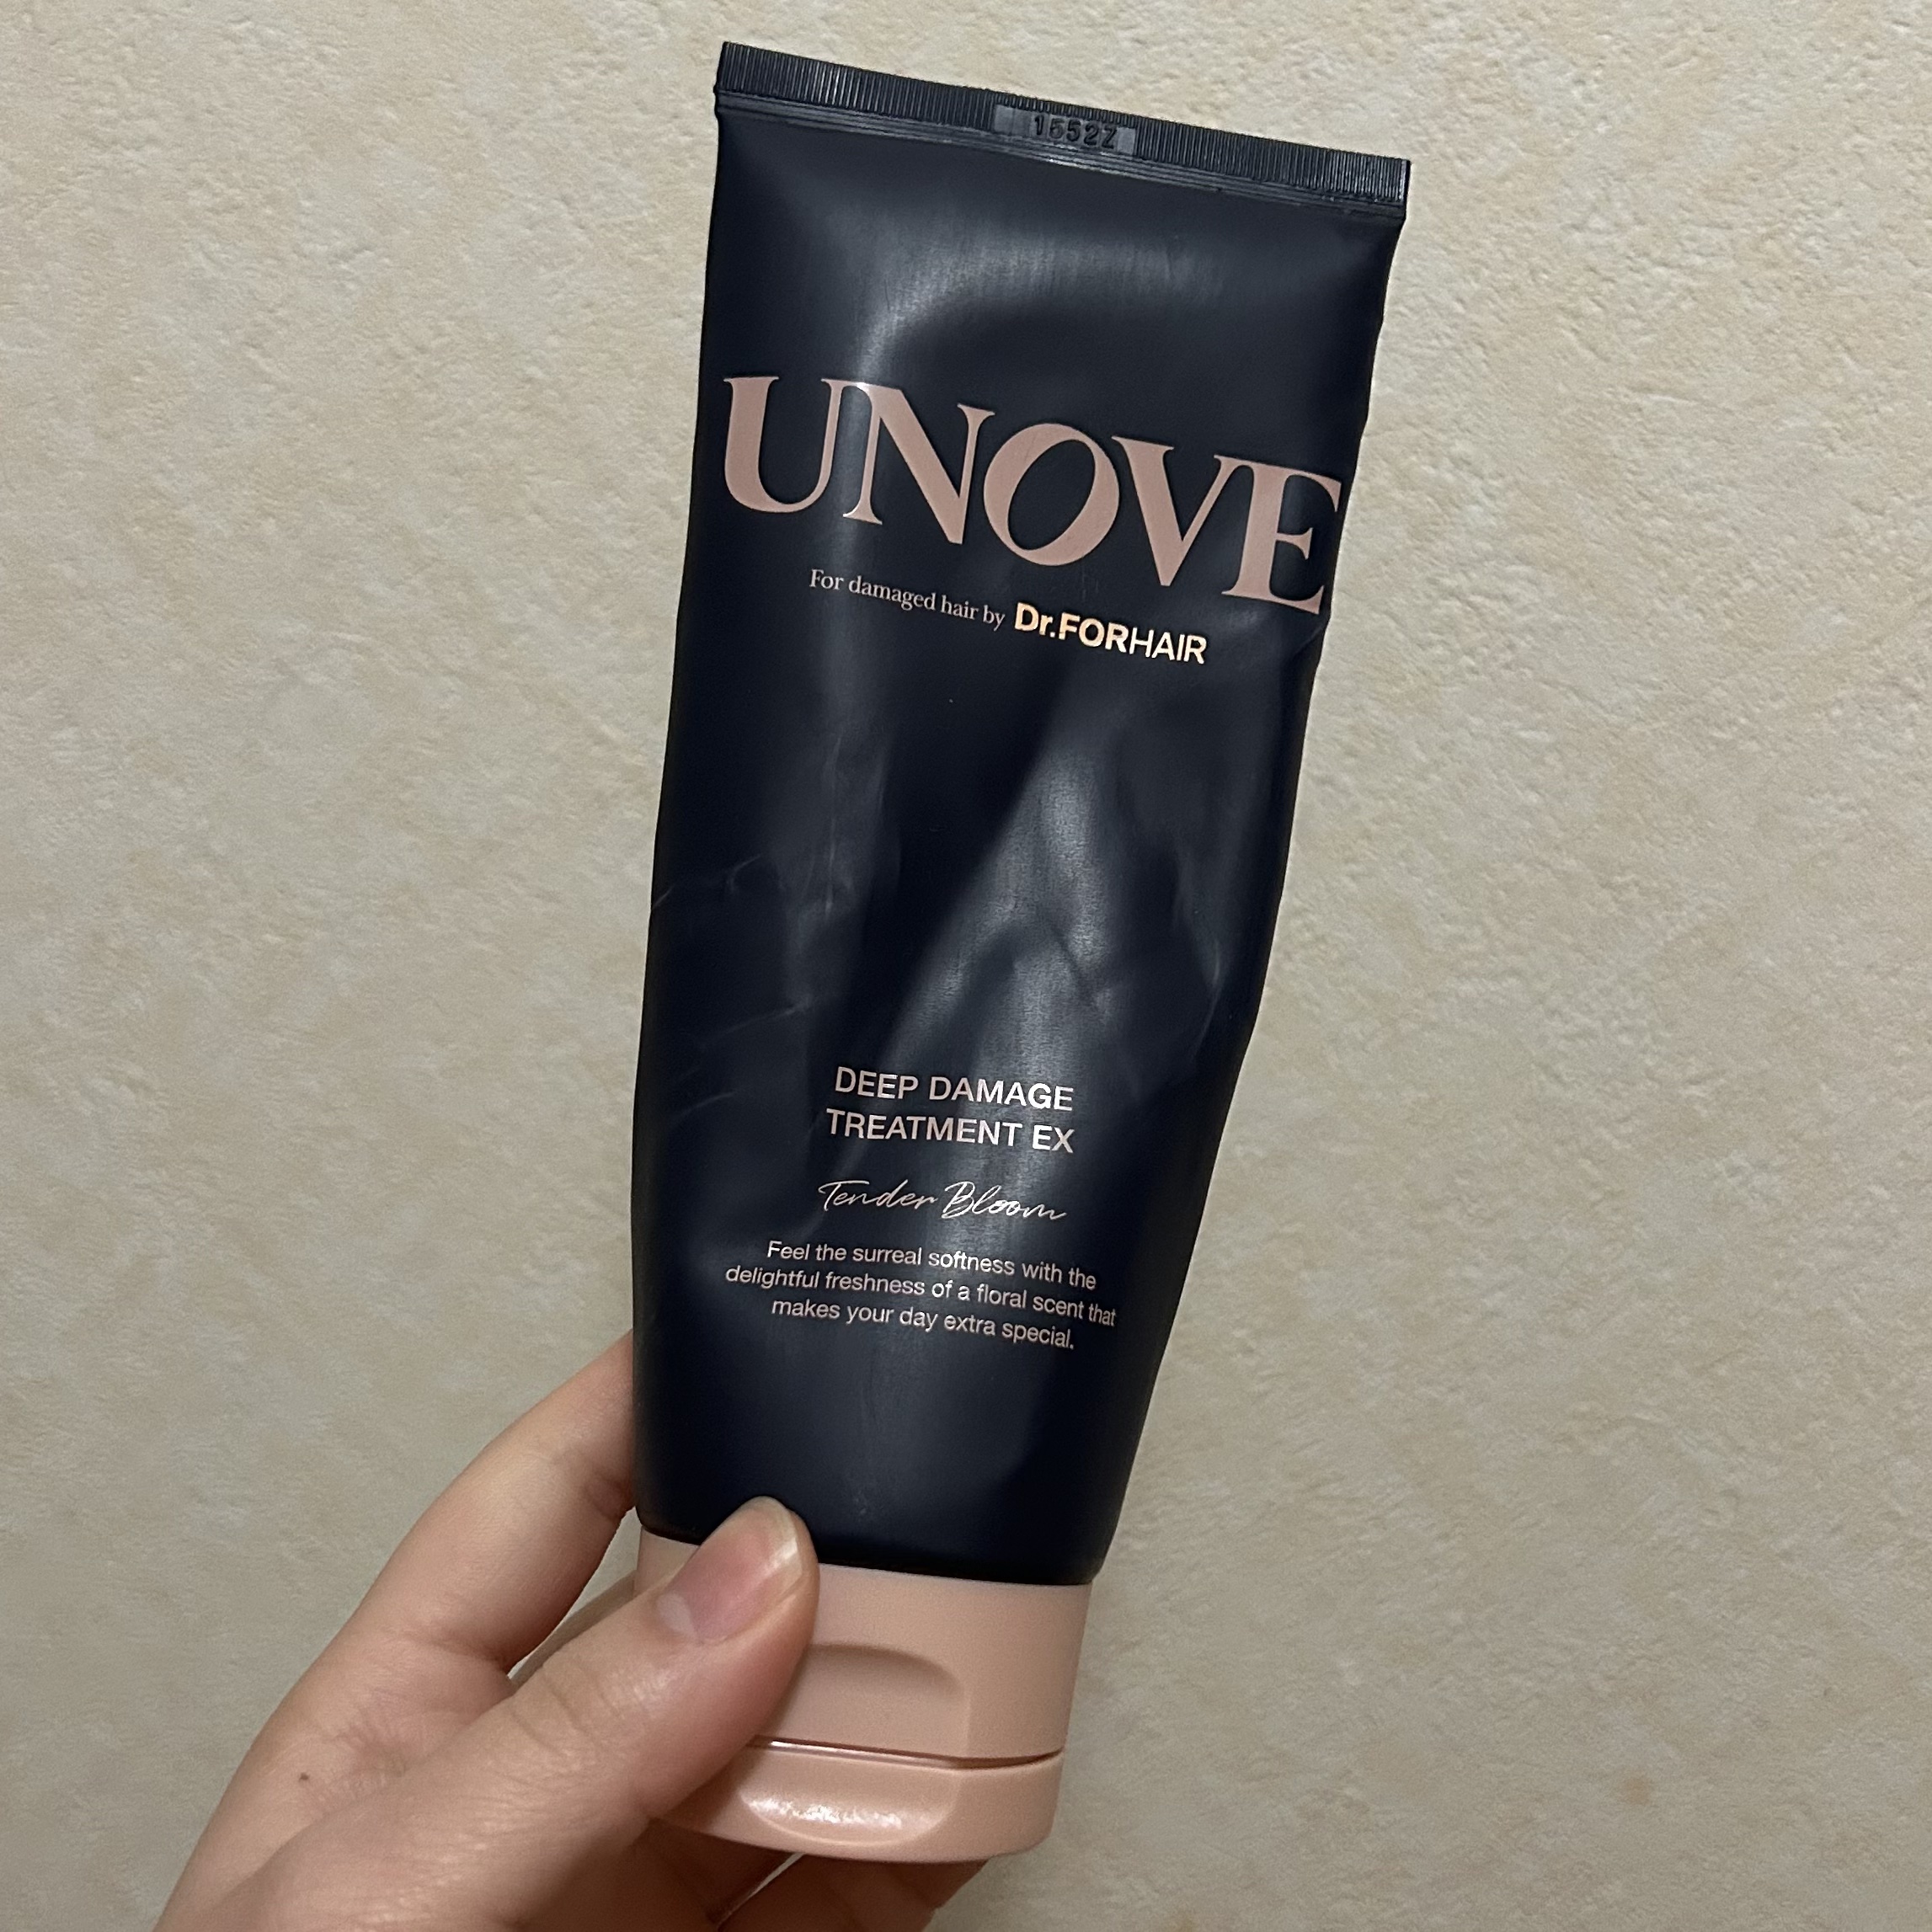 1552Z
UNOVE
For damaged hair by Dr.FORHAIR
DEEP DAMAGE
TREATMENT EX
Tender Bloom
Feel the surreal softness with the
delightful freshness of a floral scent that
makes your day extra special.